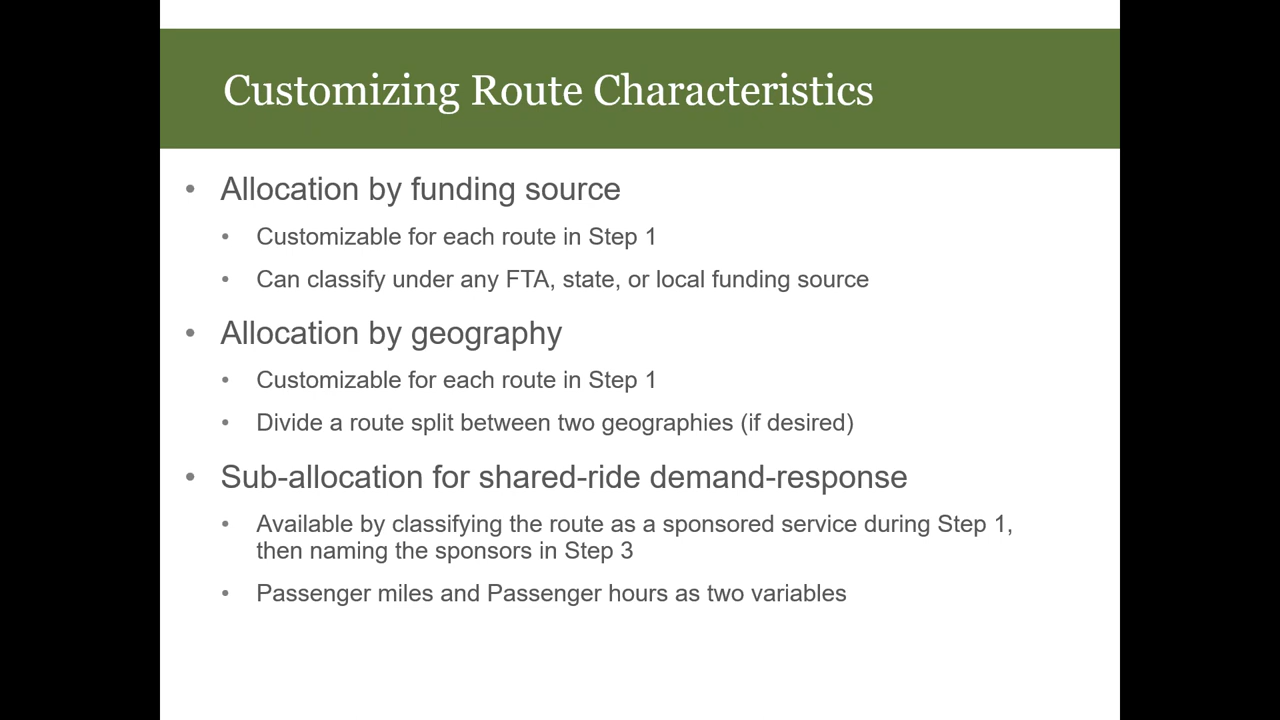 Customizing Route Characteristics
• Allocation by funding source
• Customizable for each route in Step 1
• Can classify under any FTA, state, or local funding source
• Allocation by geography
• Customizable for each route in Step 1
• Divide a route split between two geographies (if desired)
• Sub-allocation for shared-ride demand-response
• Available by classifying the route as a sponsored service during Step 1,
then naming the sponsors in Step 3
• Passenger miles and Passenger hours as two variables